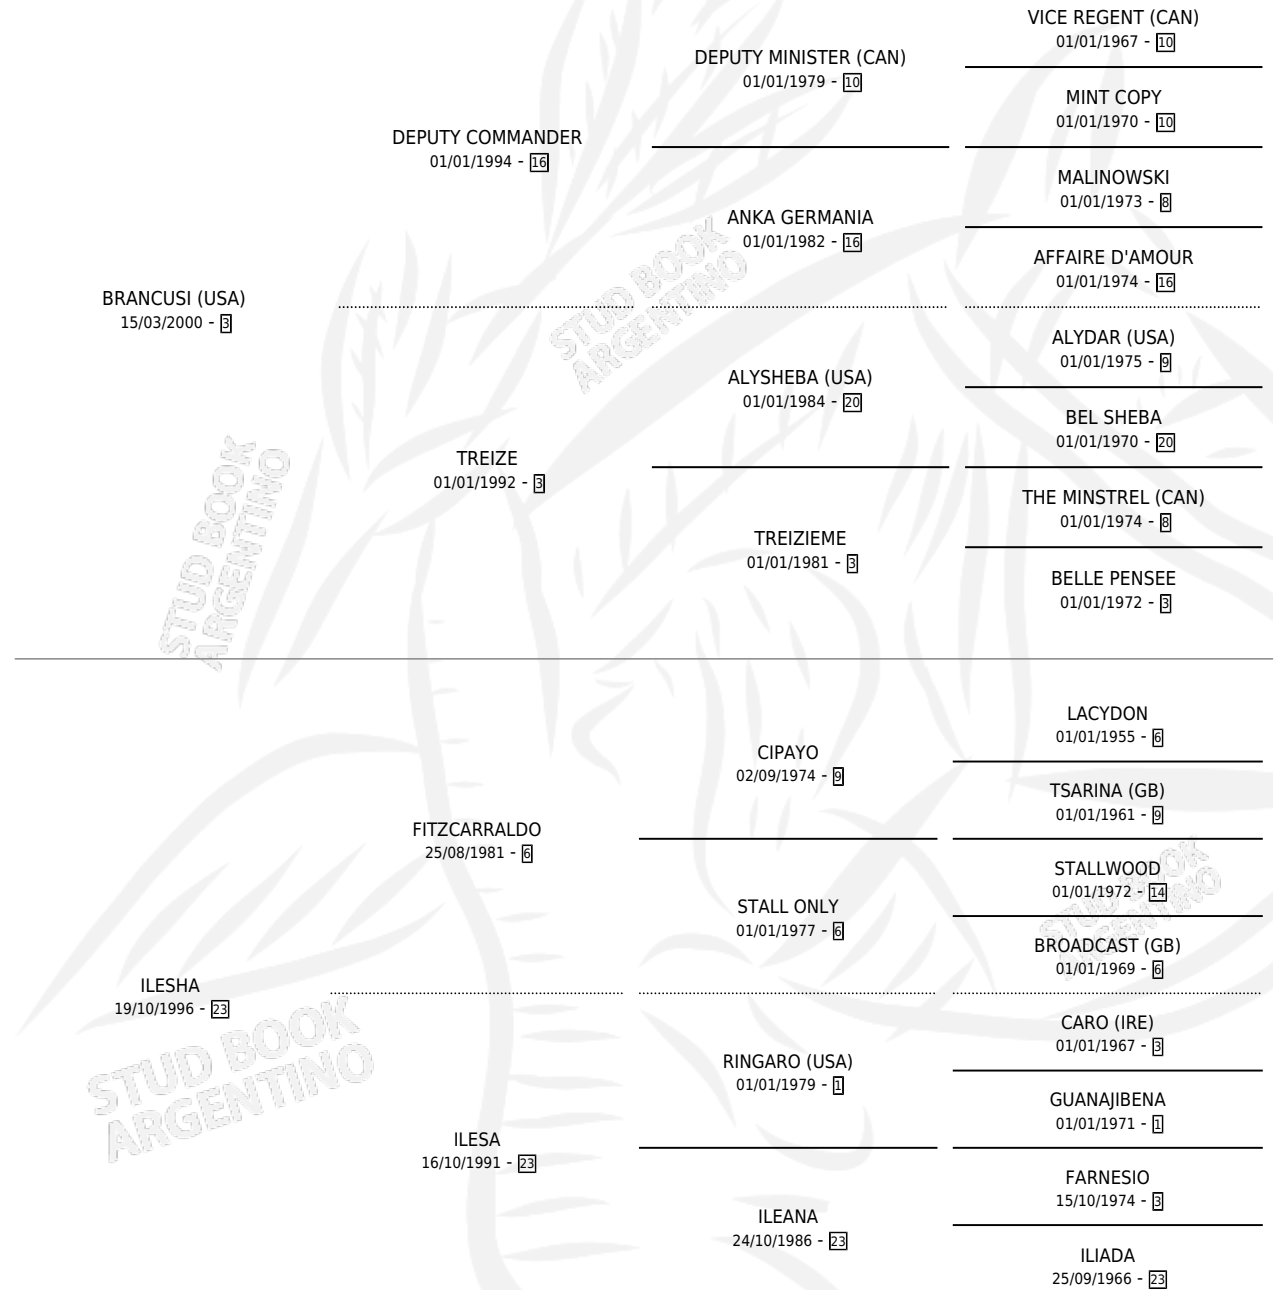 VICE REGENT (CAN)
01/01/1967 - 10
DEPUTY MINISTER (CAN)
01/01/1979 - 10
MINT COPY
01/01/1970 - 10
DEPUTY COMMANDER
01/01/1994 - 16
MALINOWSKI
01/01/1973 - 8
ANKA GERMANIA
01/01/1982 - 16
AFFAIRE D'AMOUR
01/01/1974 - 16
BRANCUSI (USA)
15/03/2000 - 3
STUD BOOK
ARGENTINO
ALYDAR (USA)
01/01/1975 - 9
ALYSHEBA (USA)
01/01/1984 - 20
BEL SHEBA
01/01/1970 - 20
TREIZE
01/01/1992 - 3
THE MINSTREL (CAN)
01/01/1974 - 8
TREIZIEME
01/01/1981 - 3
BELLE PENSEE
01/01/1972 - 3
STUD BOOK
ARGENTINO
LACYDON
01/01/1955 - 6
CIPAYO
02/09/1974 - 9
TSARINA (GB)
01/01/1961 - 9
FITZCARRALDO
25/08/1981 - 6
STALLWOOD
01/01/1972 - 14
STALL ONLY
01/01/1977 - 6
STUD BOOK
ARGENTINO
BROADCAST (GB)
01/01/1969 - 6
ILESHA
19/10/1996 - 23
CARO (IRE)
01/01/1967 - 3
RINGARO (USA)
01/01/1979 - 1
GUANAJIBENA
01/01/1971 - 1
STUD BOOK
ARGENTINO
ILESA
16/10/1991 - 23
FARNESIO
15/10/1974 - 3
ILEANA
24/10/1986 - 23
ILIADA
25/09/1966 - 23